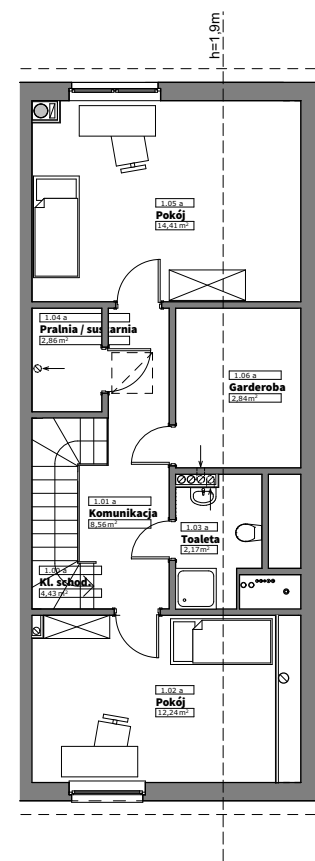 h=1,9m
1.05 a
Pokój
14,41 m²
1.04 a
Pralnia / suszarnia
2,86 m²
1.06 a
Garderoba
2,84 m²
1.01 a
Komunikacja
8,56 m²
1.03 a
Toaleta
2,17 m²
1.00 a
Kl. schod.
4,43 m²
1.02 a
Pokój
12,24 m²